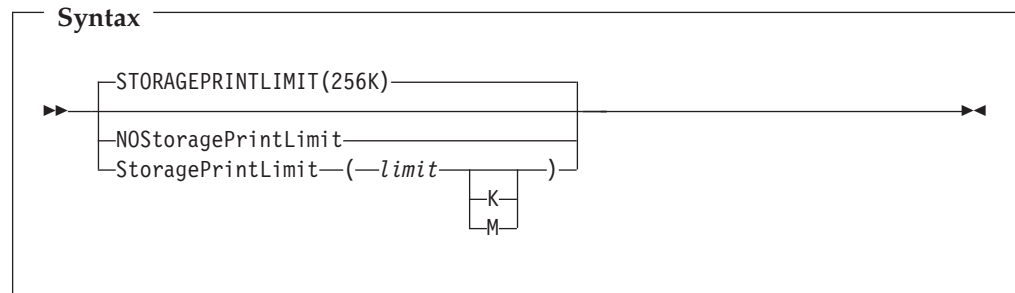 Syntax
STORAGEPRINTLIMIT(256K)
NOStoragePrintLimit
StoragePrintLimit ( limit )
K
M